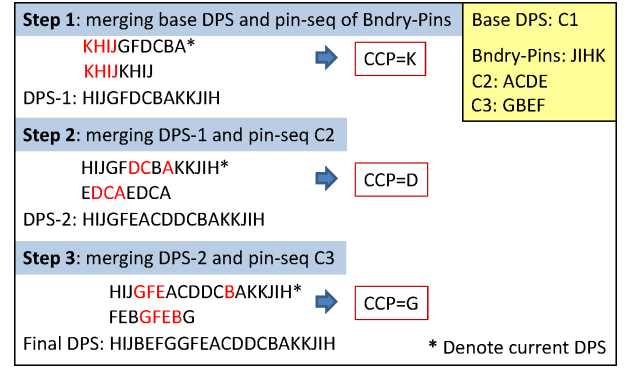 Step 1: merging base DPS and pin-seq of Bndry-Pins
KHIJGFDCBA*
KHIJKHIJ
CCP=K
DPS-1: HIJGFDCBAKKJIH
Base DPS: C1
Bndry-Pins: JIHK
C2: ACDE
C3: GBEF
Step 2: merging DPS-1 and pin-seq C2
HIJGFDCBAKKJIH*
EDCAEDCA
CCP=D
DPS-2: HIJGFEACDDCBAKKJIH
Step 3: merging DPS-2 and pin-seq C3
HIJGFEACDDCBAKKJIH*
FEBGFEBG
CCP=G
Final DPS: HIJBEFGGFEACDDCBAKKJIH
* Denote current DPS